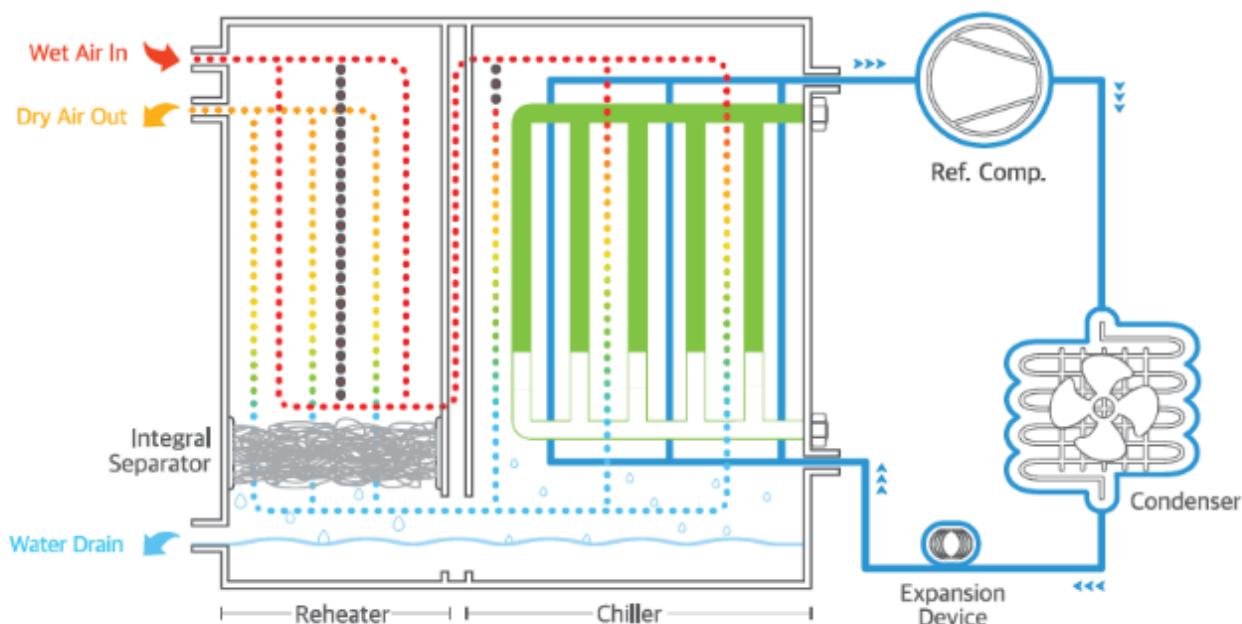 Wet Air In
Dry Air Out
Ref. Comp.
Integral
Separator
Condenser
Water Drain
Expansion
Device
Reheater
Chiller